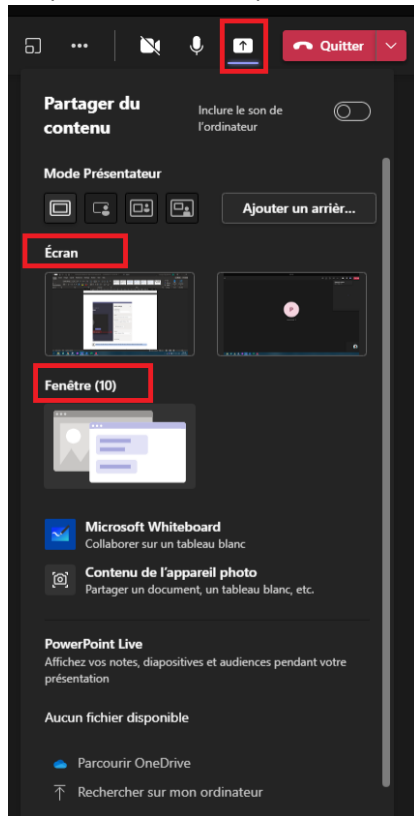 Quitter
Partager du
contenu
Inclure le son de
l'ordinateur
Mode Présentateur
Ajouter un arrièr...
Écran
Fenêtre (10)
Microsoft Whiteboard
Collaborer sur un tableau blanc
Contenu de l'appareil photo
Partager un document, un tableau blanc, etc.
PowerPoint Live
Affichez vos notes, diapositives et audiences pendant votre
présentation
Aucun fichier disponible
Parcourir OneDrive
Rechercher sur mon ordinateur